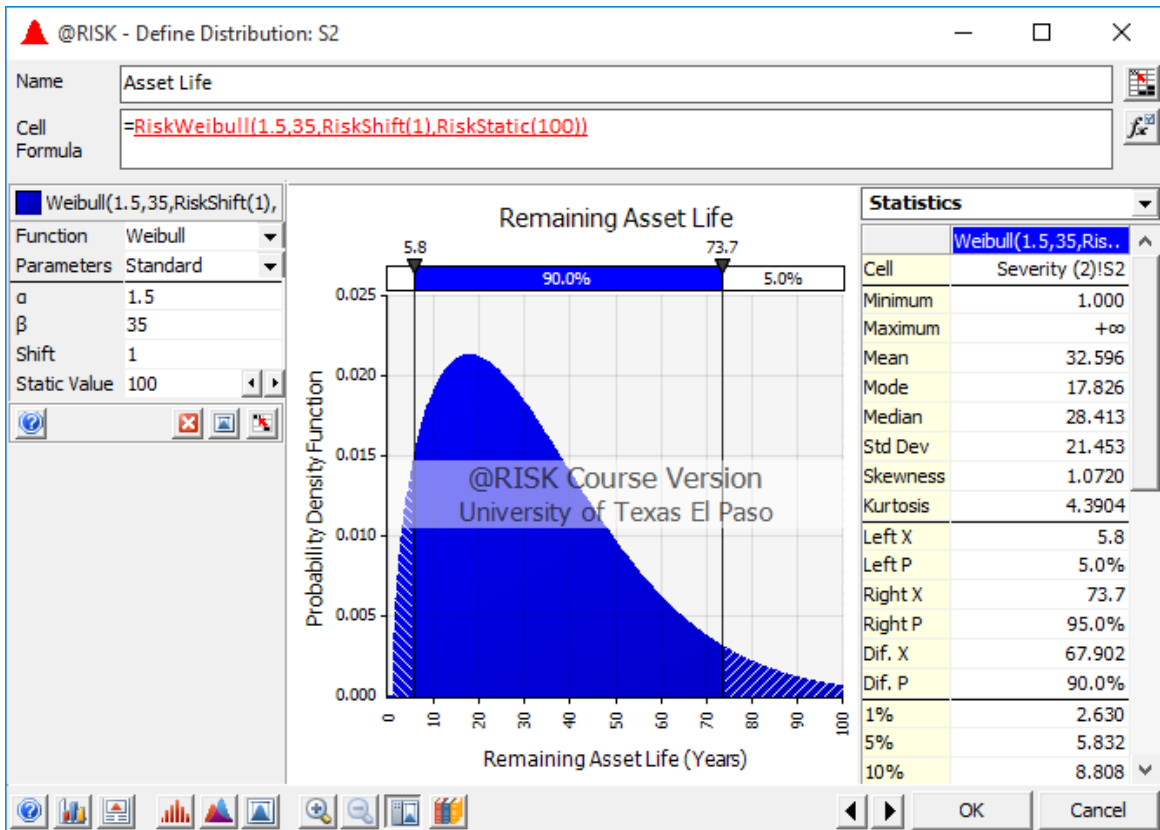 @RISK - Define Distribution: S2
Name
Asset Life
Cell Formula
=RiskWeibull(1.5,35,RiskShift(1),RiskStatic(100))
Weibull(1.5,35,RiskShift(1),
Function Weibull
Parameters Standard
α 1.5
β 35
Shift 1
Static Value 100
Remaining Asset Life
5.8 73.7
90.0% 5.0%
0.025
0.020
0.015
0.010
0.005
0.000
Probability Density Function
@RISK Course Version
University of Texas El Paso
0 10 20 30 40 50 60 70 80 90 100
Remaining Asset Life (Years)
Statistics
Weibull(1.5,35,Ris..
Cell Severity (2)!S2
Minimum 1.000
Maximum +∞
Mean 32.596
Mode 17.826
Median 28.413
Std Dev 21.453
Skewness 1.0720
Kurtosis 4.3904
Left X 5.8
Left P 5.0%
Right X 73.7
Right P 95.0%
Dif. X 67.902
Dif. P 90.0%
1% 2.630
5% 5.832
10% 8.808
OK Cancel